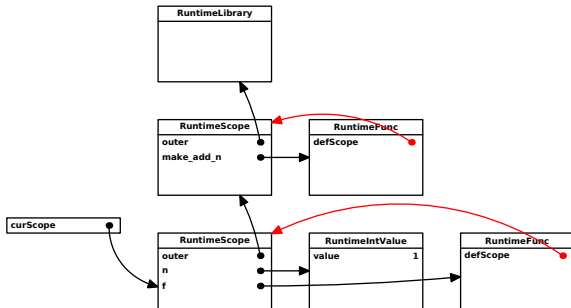 RuntimeLibrary
RuntimeScope
outer
make_add_n
RuntimeFunc
defScope
curScope
RuntimeScope
outer
n
f
RuntimeIntValue
value 1
RuntimeFunc
defScope